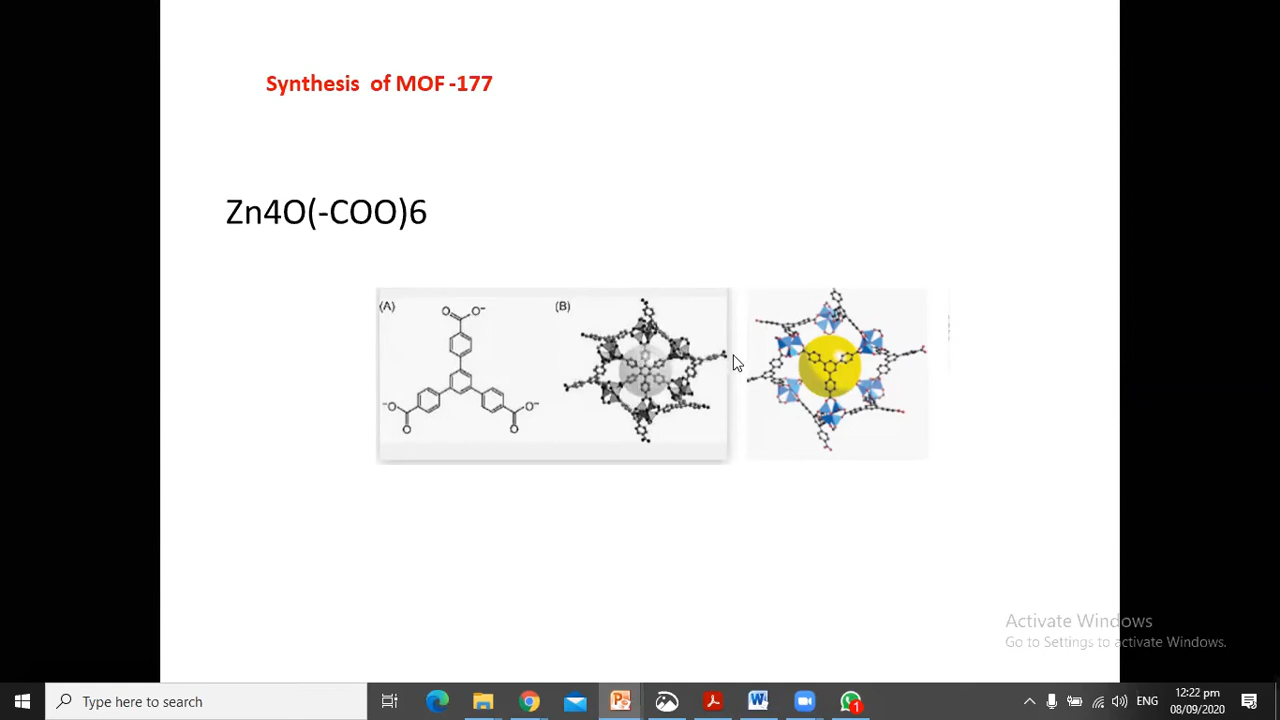 Synthesis of MOF -177
Zn4O(-COO)6
(A)
(B)
O
O⁻
⁻O
O
O
O⁻
Activate Windows
Go to Settings to activate Windows.
Type here to search
1
ENG
12:22 pm
08/09/2020